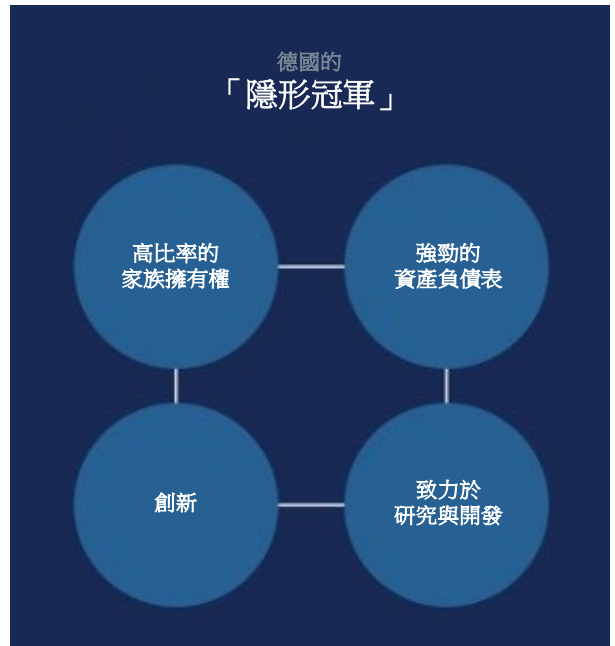 德國的
「隱形冠軍」
高比率的
家族擁有權
強勁的
資產負債表
創新
致力於
研究與開發